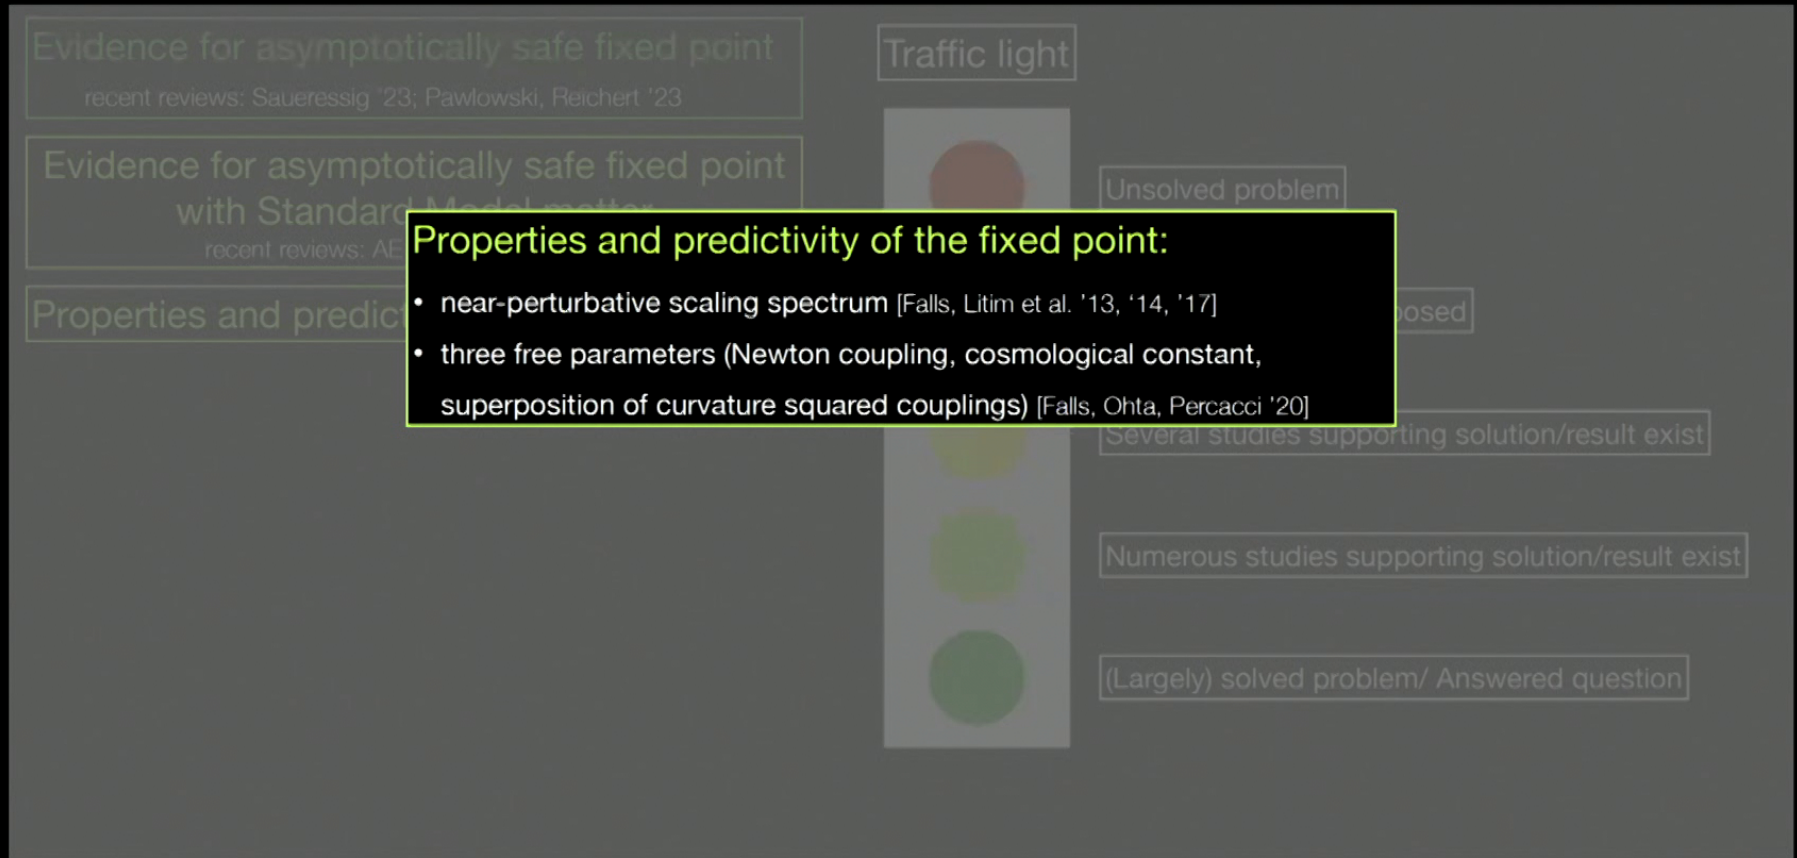 Evidence for asymptotically safe fixed point
recent reviews: Saueressig '23; Pawlowski, Reichert '23
Evidence for asymptotically safe fixed point
with Standard Model matter
recent reviews: AE
Properties and predict
Traffic light
Unsolved problem
posed
Several studies supporting solution/result exist
Numerous studies supporting solution/result exist
(Largely) solved problem/ Answered question
Properties and predictivity of the fixed point:
• near-perturbative scaling spectrum [Falls, Litim et al. '13, '14, '17]
• three free parameters (Newton coupling, cosmological constant,
superposition of curvature squared couplings) [Falls, Ohta, Percacci '20]